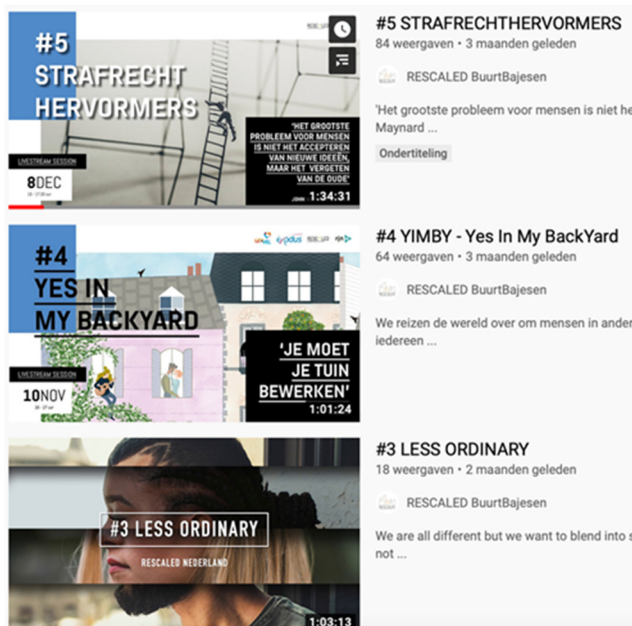 #5
STRAFRECHT
HERVORMERS
LIVESTREAM SESSION
8DEC
'HET GROOTSTE
PROBLEEM VOOR MENSEN
IS NIET HET ACCEPTEREN
VAN NIEUWE IDEEËN,
MAAR HET VERGETEN
VAN DE OUDE'
JOHN
1:34:31
#5 STRAFRECHTHERVORMERS
84 weergaven • 3 maanden geleden
RESCALED BuurtBajesen
'Het grootste probleem voor mensen is niet he
Maynard ...
Ondertiteling
#4
YES IN
MY BACKYARD
LIVESTREAM SESSION
10NOV
exodus
'JE MOET
JE TUIN
BEWERKEN'
1:01:24
#4 YIMBY - Yes In My BackYard
64 weergaven • 3 maanden geleden
RESCALED BuurtBajesen
We reizen de wereld over om mensen in ander
iedereen ...
#3 LESS ORDINARY
RESCALED NEDERLAND
1:03:13
#3 LESS ORDINARY
18 weergaven • 2 maanden geleden
RESCALED BuurtBajesen
We are all different but we want to blend into s
not ...